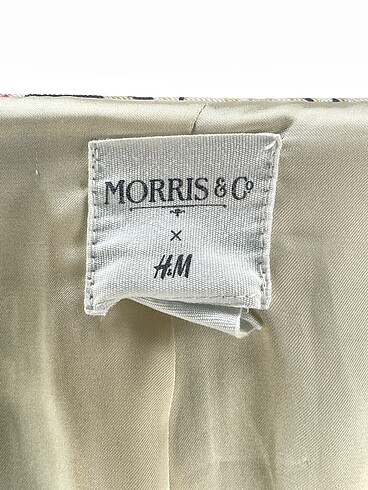 MORRIS & Cº
×
H&M